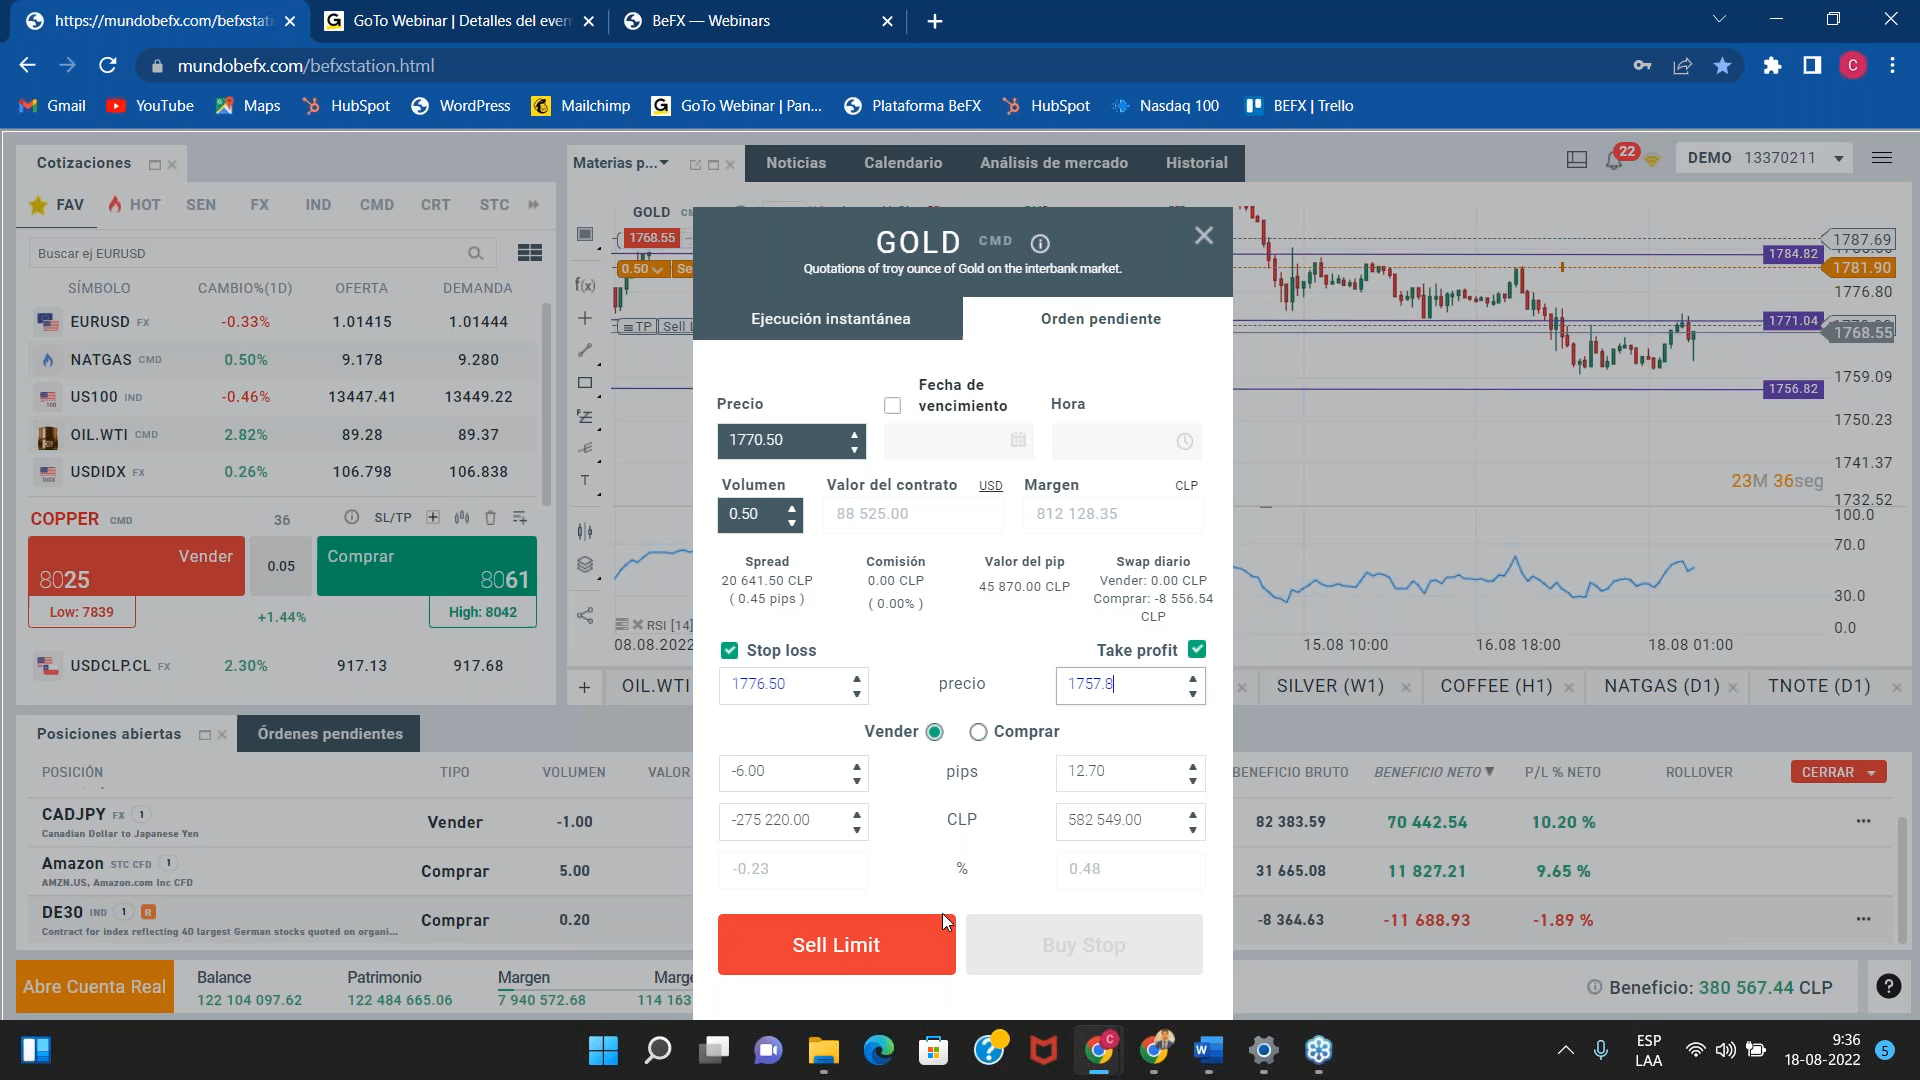 https://mundobefx.com/befxstati
GoTo Webinar | Detalles del even
BeFX — Webinars
mundobefx.com/befxstation.html
C
Gmail
YouTube
Maps
HubSpot
WordPress
Mailchimp
GoTo Webinar | Pan...
Plataforma BeFX
HubSpot
Nasdaq 100
BEFX | Trello
Cotizaciones
Materias p...
Noticias
Calendario
Análisis de mercado
Historial
22
DEMO 13370211
FAV
HOT
SEN
FX
IND
CMD
CRT
STC
Buscar ej EURUSD
SÍMBOLO CAMBIO%(1D) OFERTA DEMANDA
EURUSD FX -0.33% 1.01415 1.01444
NATGAS CMD 0.50% 9.178 9.280
US100 IND -0.46% 13447.41 13449.22
OIL.WTI CMD 2.82% 89.28 89.37
USDIDX FX 0.26% 106.798 106.838
COPPER CMD 36 SL/TP
Vender
8025
0.05
Comprar
8061
Low: 7839
+1.44%
High: 8042
USDCLP.CL FX 2.30% 917.13 917.68
GOLD
1768.55
0.50
TP Sell L
f(x)
T
RSI [14]
08.08.2022
GOLD CMD
Quotations of troy ounce of Gold on the interbank market.
Ejecución instantánea
Orden pendiente
Precio
Fecha de
vencimiento
Hora
1770.50
Volumen
Valor del contrato USD
Margen CLP
0.50
88 525.00
812 128.35
Spread
20 641.50 CLP
( 0.45 pips )
Comisión
0.00 CLP
( 0.00% )
Valor del pip
45 870.00 CLP
Swap diario
Vender: 0.00 CLP
Comprar: -8 556.54
CLP
Stop loss
Take profit
1776.50 precio 1757.8
Vender Comprar
-6.00 pips 12.70
-275 220.00 CLP 582 549.00
-0.23 % 0.48
Sell Limit
Buy Stop
1787.69
1784.82
1781.90
1776.80
1771.04
1768.55
1759.09
1756.82
1750.23
1741.37
23M 36seg
1732.52
100.0
70.0
30.0
0.0
15.08 10:00
16.08 18:00
18.08 01:00
OIL.WTI
SILVER (W1)
COFFEE (H1)
NATGAS (D1)
TNOTE (D1)
Posiciones abiertas
Órdenes pendientes
POSICIÓN TIPO VOLUMEN VALOR
BENEFICIO BRUTO BENEFICIO NETO P/L % NETO ROLLOVER CERRAR
CADJPY FX 1
Canadian Dollar to Japanese Yen
Vender -1.00 82 383.59 70 442.54 10.20 %
Amazon STC CFD 1
AMZN.US, Amazon.com Inc CFD
Comprar 5.00 31 665.08 11 827.21 9.65 %
DE30 IND 1 R
Contract for index reflecting 40 largest German stocks quoted on organi...
Comprar 0.20 -8 364.63 -11 688.93 -1.89 %
Abre Cuenta Real
Balance
122 104 097.62
Patrimonio
122 484 665.06
Margen
7 940 572.68
Marge
114 163
Beneficio: 380 567.44 CLP
ESP
LAA
9:36
18-08-2022
5